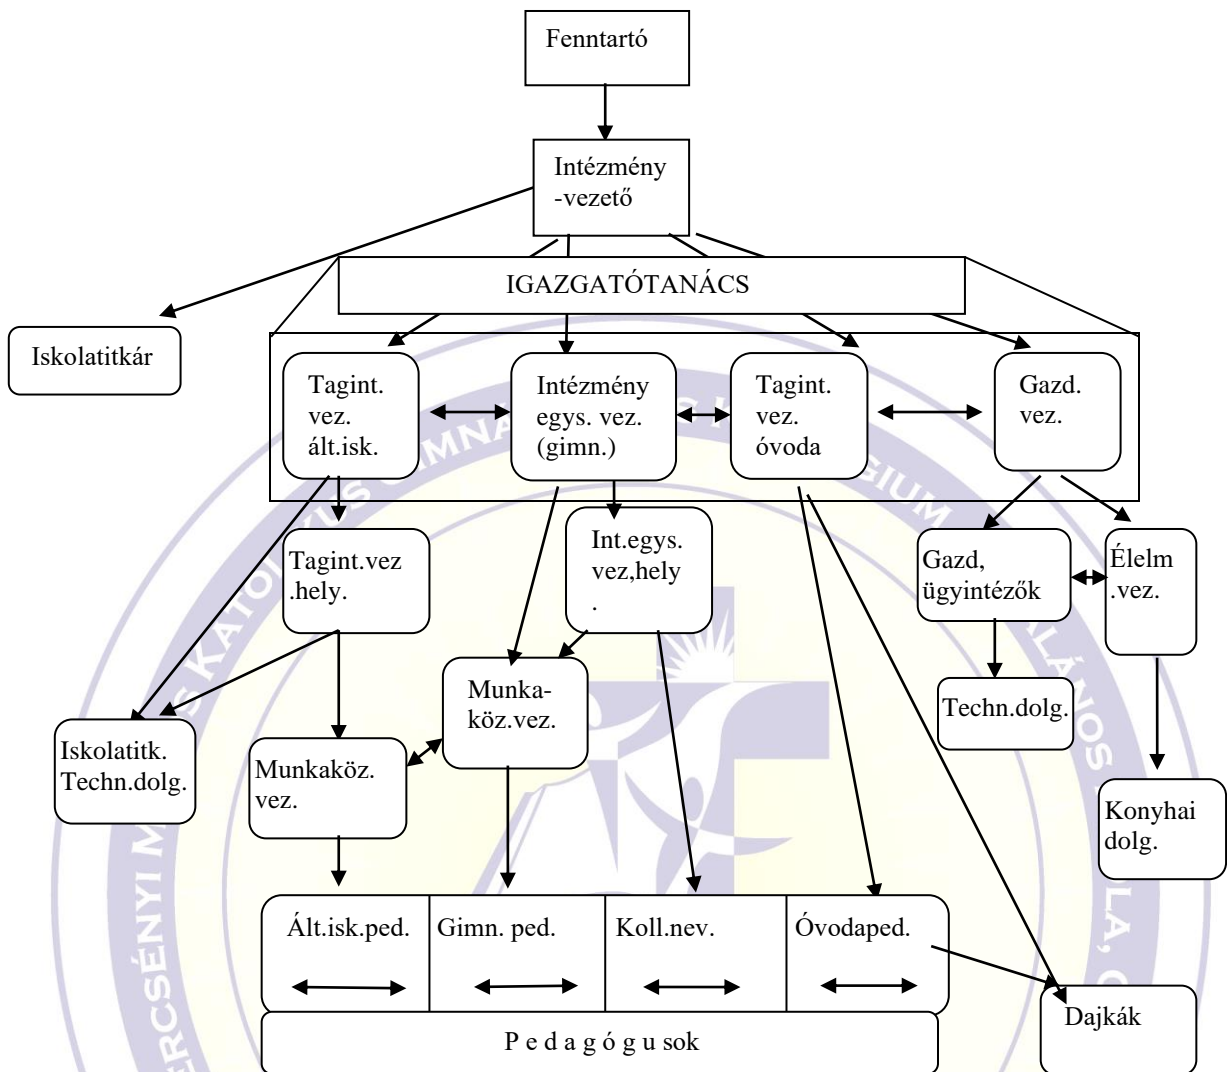 Fenntartó
Intézmény
-vezető
IGAZGATÓTANÁCS
Iskolatitkár
Tagint.
vez.
ált.isk.
Intézmény
egys. vez.
(gimn.)
Tagint.
vez.
óvoda
Gazd.
vez.
Tagint.vez
.hely.
Int.egys.
vez,hely
.
Gazd,
ügyintézők
Élelm
.vez.
Munka-
köz.vez.
Techn.dolg.
Iskolatitk.
Techn.dolg.
Munkaköz.
vez.
Konyhai
dolg.
Ált.isk.ped.
Gimn. ped.
Koll.nev.
Óvodaped.
Dajkák
P e d a g ó g u sok